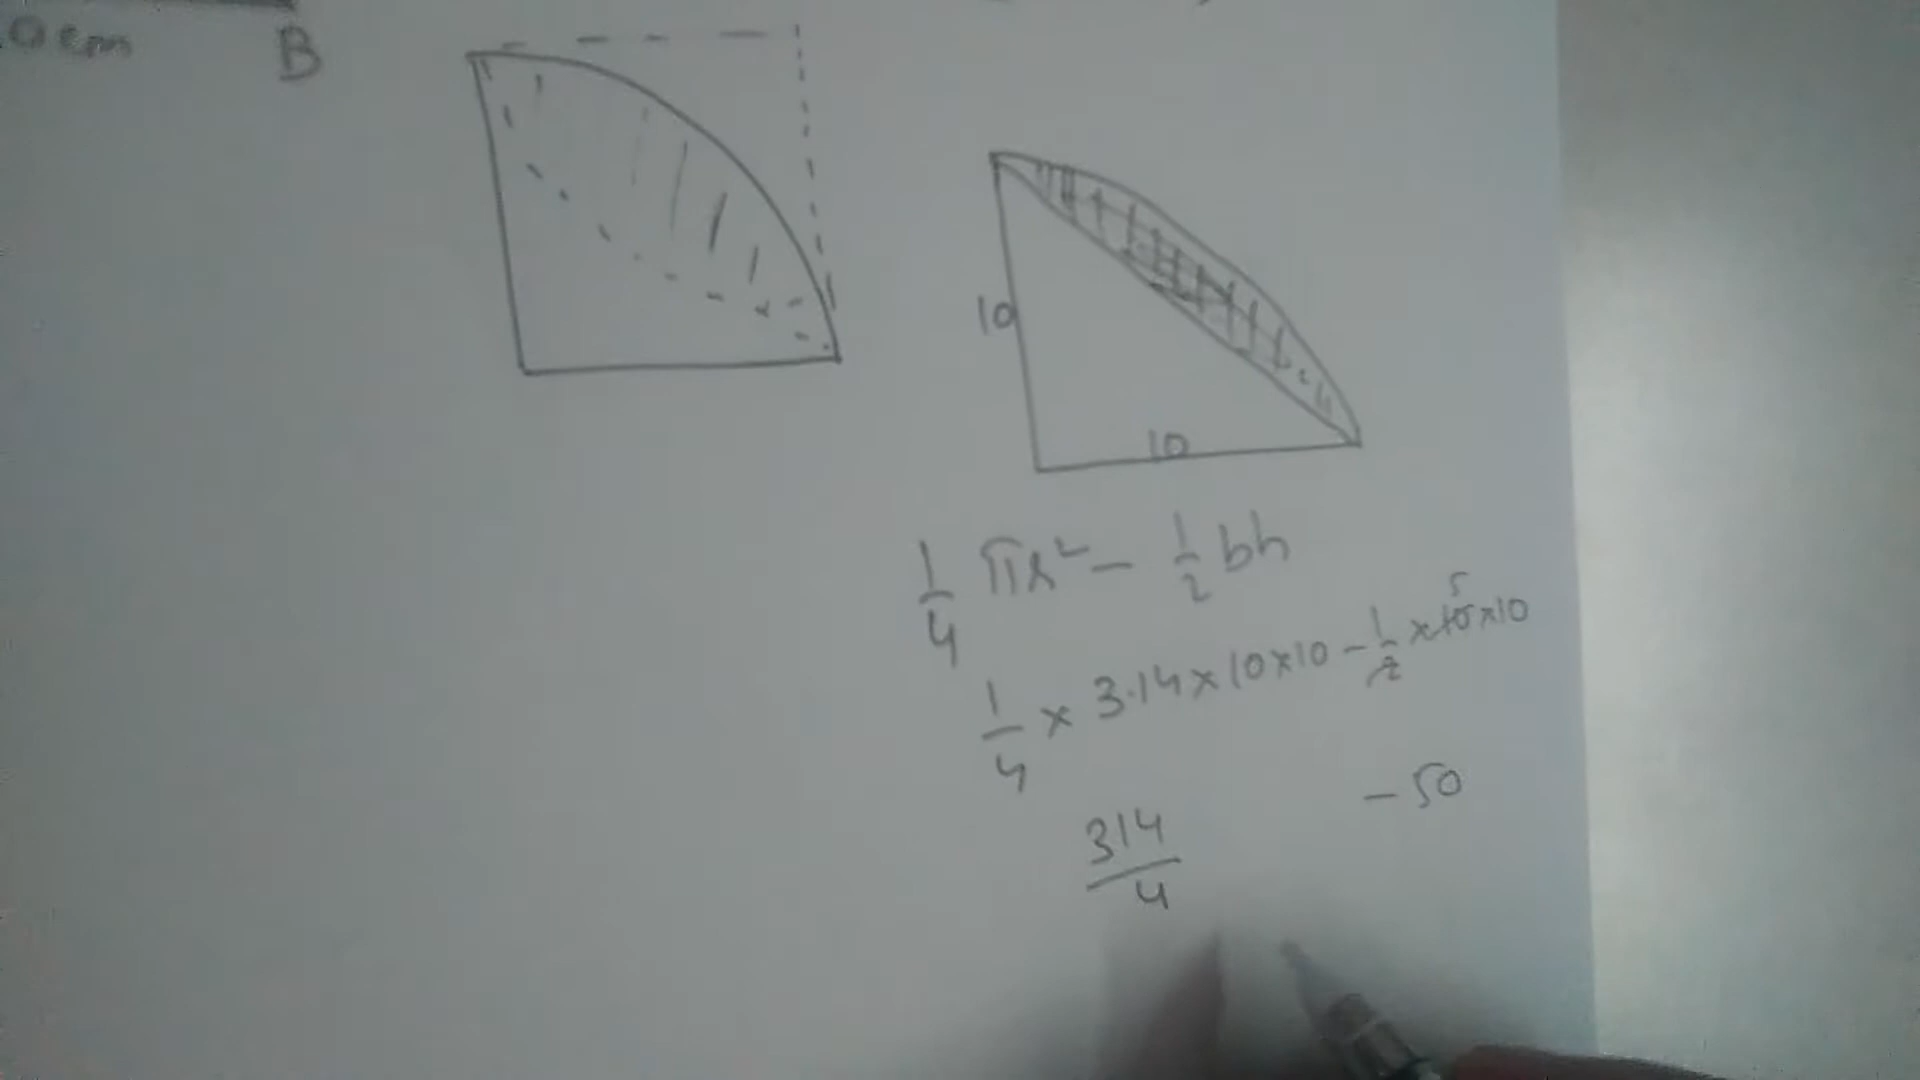 0cm B
10
10
1/4 πr² - 1/2 bh
1/4 × 3.14 × 10 × 10 - 1/2 × 10 × 10
5
314/4 - 50